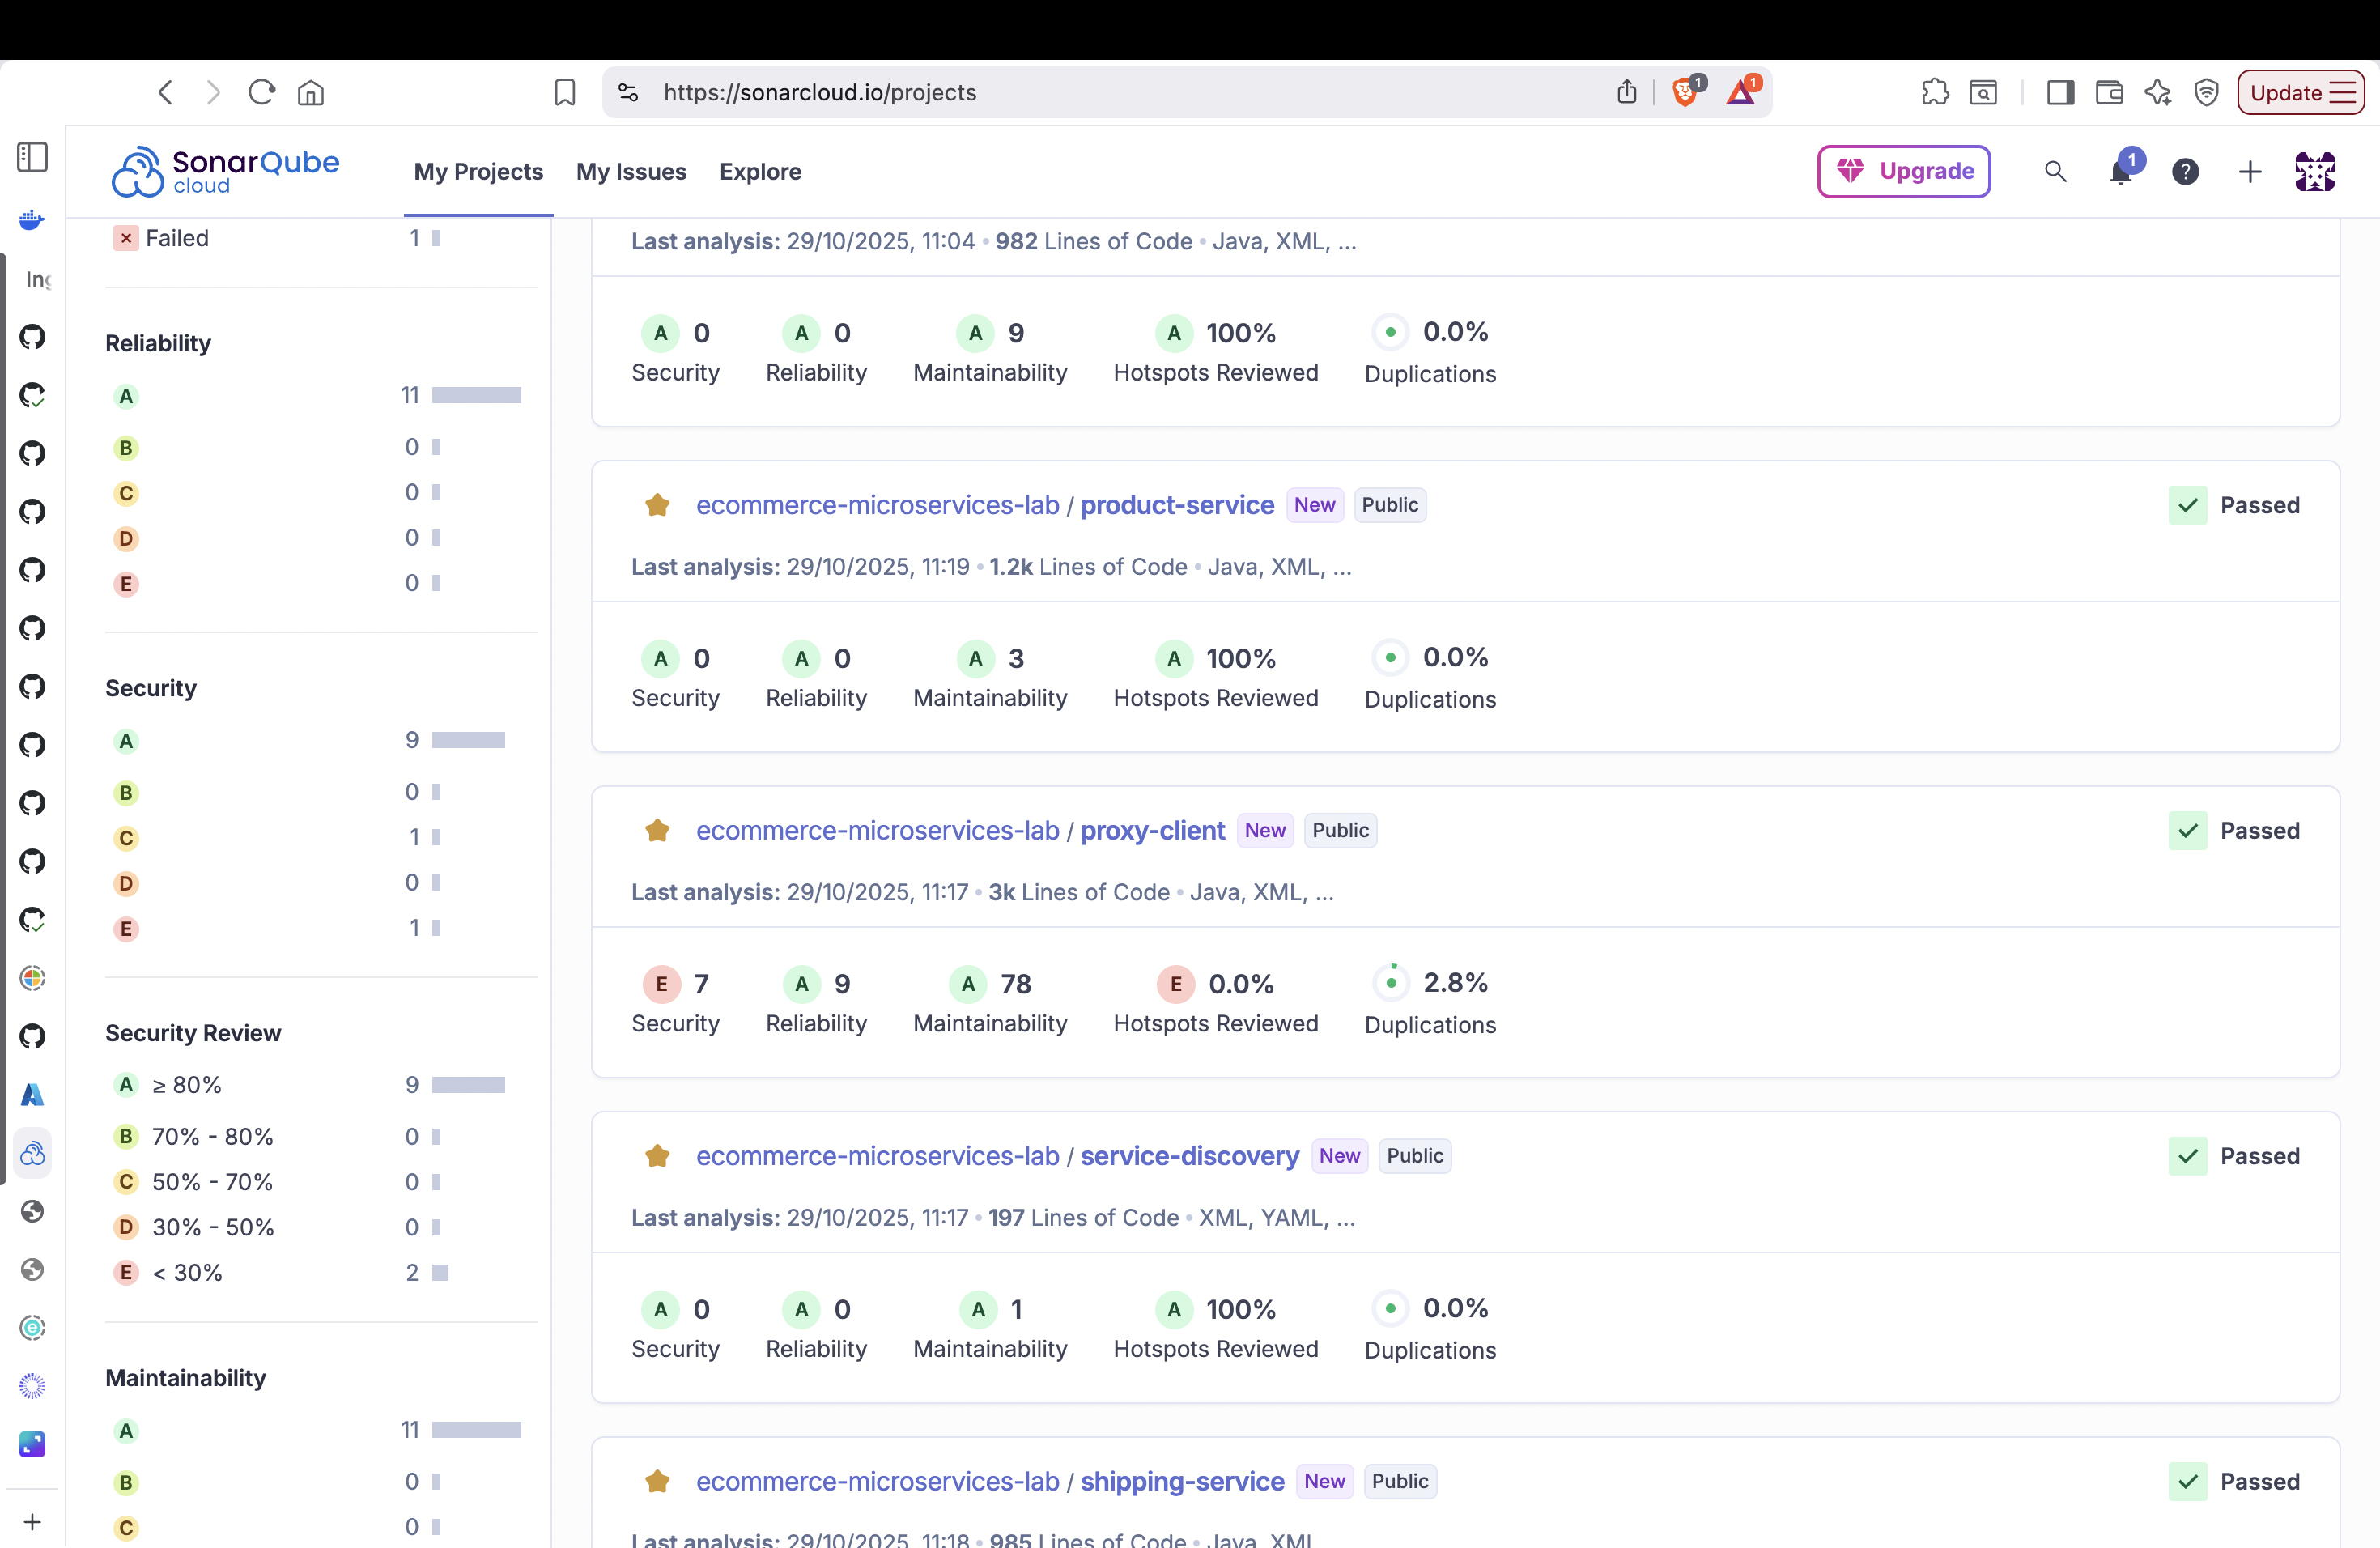 https://sonarcloud.io/projects
1
1
Update
SonarQube
cloud
My Projects
My Issues
Explore
Upgrade
1
?
Ing
× Failed 1
Reliability
A 11
B 0
C 0
D 0
E 0
Security
A 9
B 0
C 1
D 0
E 1
Security Review
A ≥ 80% 9
B 70% - 80% 0
C 50% - 70% 0
D 30% - 50% 0
E < 30% 2
Maintainability
A 11
B 0
C 0
Last analysis: 29/10/2025, 11:04 • 982 Lines of Code • Java, XML, ...
A 0 A 0 A 9 A 100% 0.0%
Security Reliability Maintainability Hotspots Reviewed Duplications
ecommerce-microservices-lab / product-service New Public Passed
Last analysis: 29/10/2025, 11:19 • 1.2k Lines of Code • Java, XML, ...
A 0 A 0 A 3 A 100% 0.0%
Security Reliability Maintainability Hotspots Reviewed Duplications
ecommerce-microservices-lab / proxy-client New Public Passed
Last analysis: 29/10/2025, 11:17 • 3k Lines of Code • Java, XML, ...
E 7 A 9 A 78 E 0.0% 2.8%
Security Reliability Maintainability Hotspots Reviewed Duplications
ecommerce-microservices-lab / service-discovery New Public Passed
Last analysis: 29/10/2025, 11:17 • 197 Lines of Code • XML, YAML, ...
A 0 A 0 A 1 A 100% 0.0%
Security Reliability Maintainability Hotspots Reviewed Duplications
ecommerce-microservices-lab / shipping-service New Public Passed
Last analysis: 29/10/2025, 11:18 • 985 Lines of Code • Java, XML